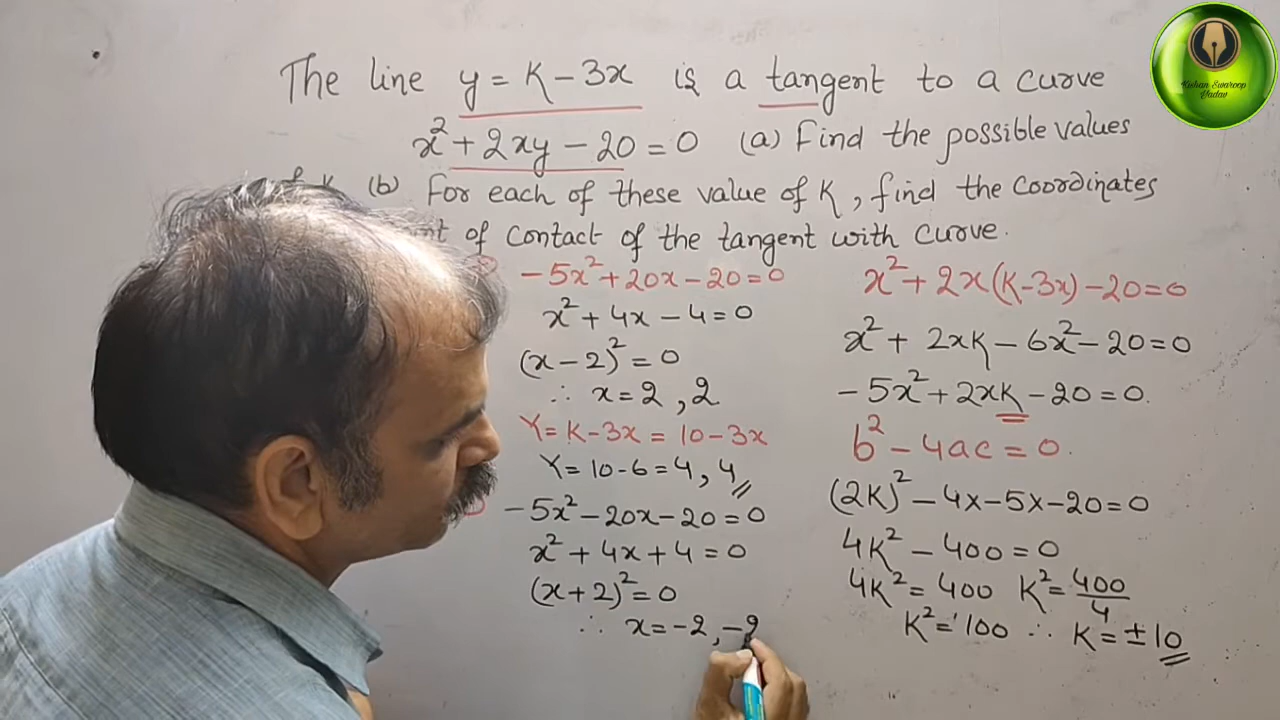 The line y = K - 3x is a tangent to a curve
x² + 2xy - 20 = 0 (a) Find the possible values
(b) For each of these value of K, find the coordinates
of contact of the tangent with curve.
-5x² + 20x - 20 = 0
x² + 4x - 4 = 0
(x - 2)² = 0
∴ x = 2, 2
Y = K - 3x = 10 - 3x
Y = 10 - 6 = 4, 4
-5x² - 20x - 20 = 0
x² + 4x + 4 = 0
(x + 2)² = 0
∴ x = -2, -2
x² + 2x(K - 3x) - 20 = 0
x² + 2xK - 6x² - 20 = 0
-5x² + 2xK - 20 = 0.
b² - 4ac = 0.
(2K)² - 4x - 5x - 20 = 0
4K² - 400 = 0
4K² = 400 K² = 400/4
K² = 100 ∴ K = ± 10
Kishan Swaroop
Yadav